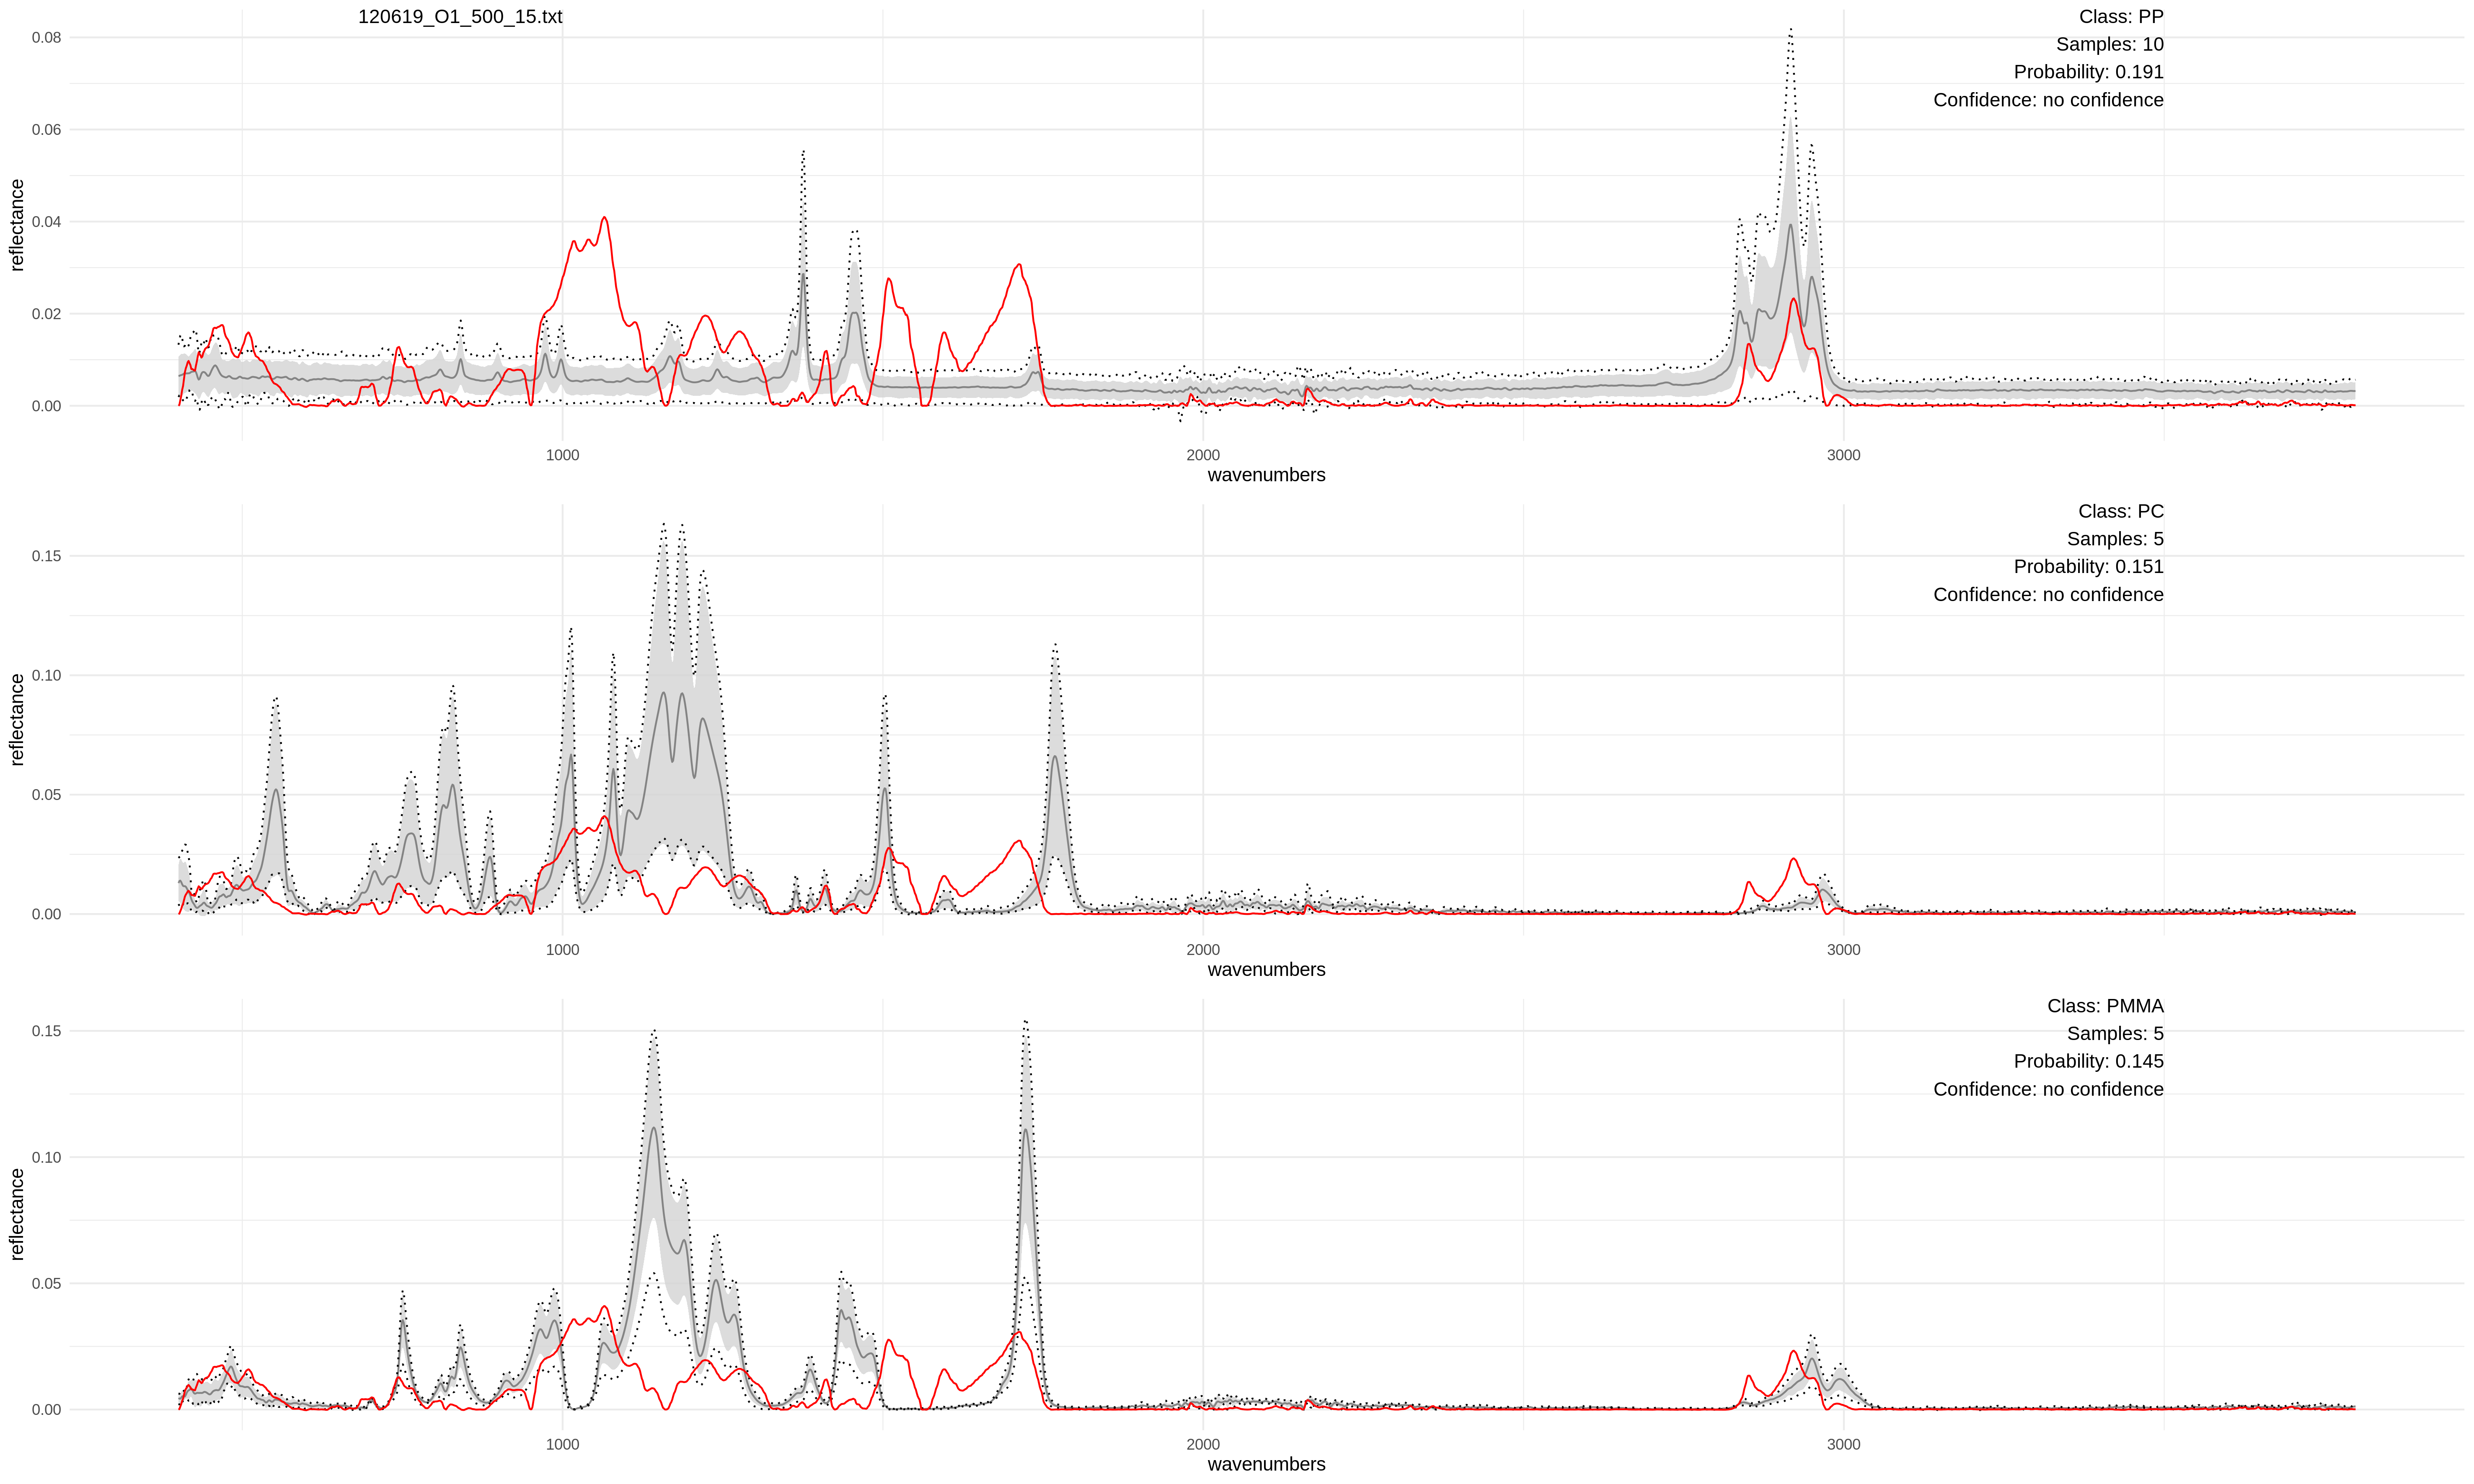 120619_O1_500_15.txt
Class: PP
Samples: 10
Probability: 0.191
Confidence: no confidence
0.08
0.06
0.04
0.02
0.00
reflectance
1000 2000 3000
wavenumbers
Class: PC
Samples: 5
Probability: 0.151
Confidence: no confidence
0.15
0.10
0.05
0.00
reflectance
1000 2000 3000
wavenumbers
Class: PMMA
Samples: 5
Probability: 0.145
Confidence: no confidence
0.15
0.10
0.05
0.00
reflectance
1000 2000 3000
wavenumbers